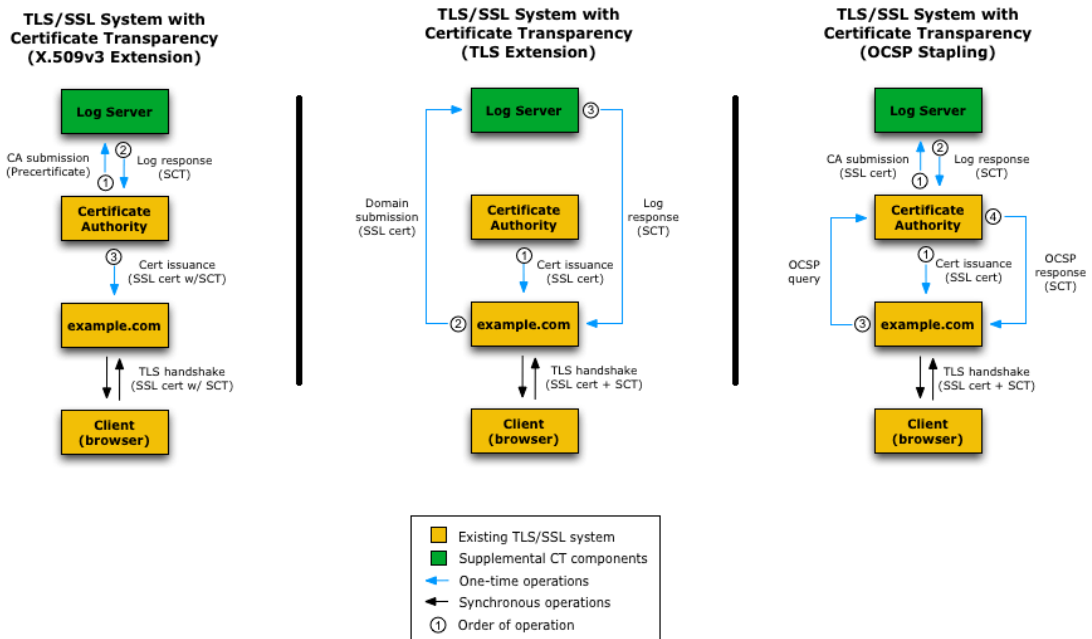 TLS/SSL System with
Certificate Transparency
(X.509v3 Extension)
Log Server
CA submission
(Precertificate)
1
2
Log response
(SCT)
Certificate
Authority
3
Cert issuance
(SSL cert w/SCT)
example.com
TLS handshake
(SSL cert w/ SCT)
Client
(browser)
TLS/SSL System with
Certificate Transparency
(TLS Extension)
Log Server
3
Domain
submission
(SSL cert)
Certificate
Authority
Log
response
(SCT)
1
Cert issuance
(SSL cert)
2
example.com
TLS handshake
(SSL cert + SCT)
Client
(browser)
TLS/SSL System with
Certificate Transparency
(OCSP Stapling)
Log Server
CA submission
(SSL cert)
1
2
Log response
(SCT)
Certificate
Authority
4
1
Cert issuance
(SSL cert)
OCSP
query
OCSP
response
(SCT)
3
example.com
TLS handshake
(SSL cert + SCT)
Client
(browser)
Existing TLS/SSL system
Supplemental CT components
One-time operations
Synchronous operations
1 Order of operation